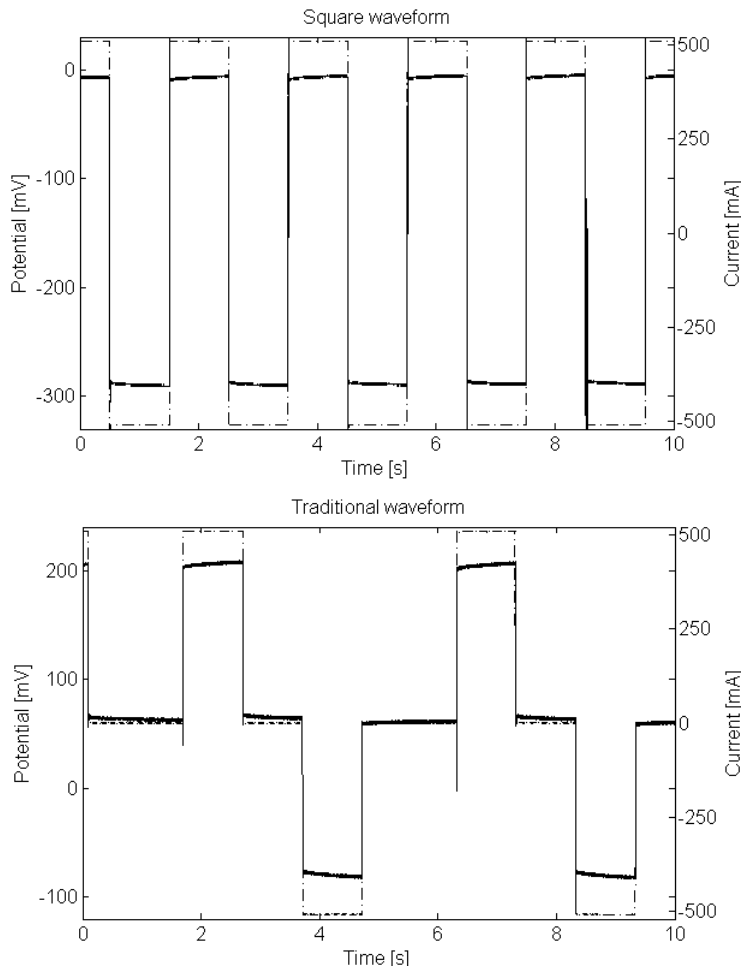 Square waveform
0
-100
-200
-300
Potential [mV]
500
250
0
-250
-500
Current [mA]
0 2 4 6 8 10
Time [s]
Traditional waveform
200
100
0
-100
Potential [mV]
500
250
0
-250
-500
Current [mA]
0 2 4 6 8 10
Time [s]